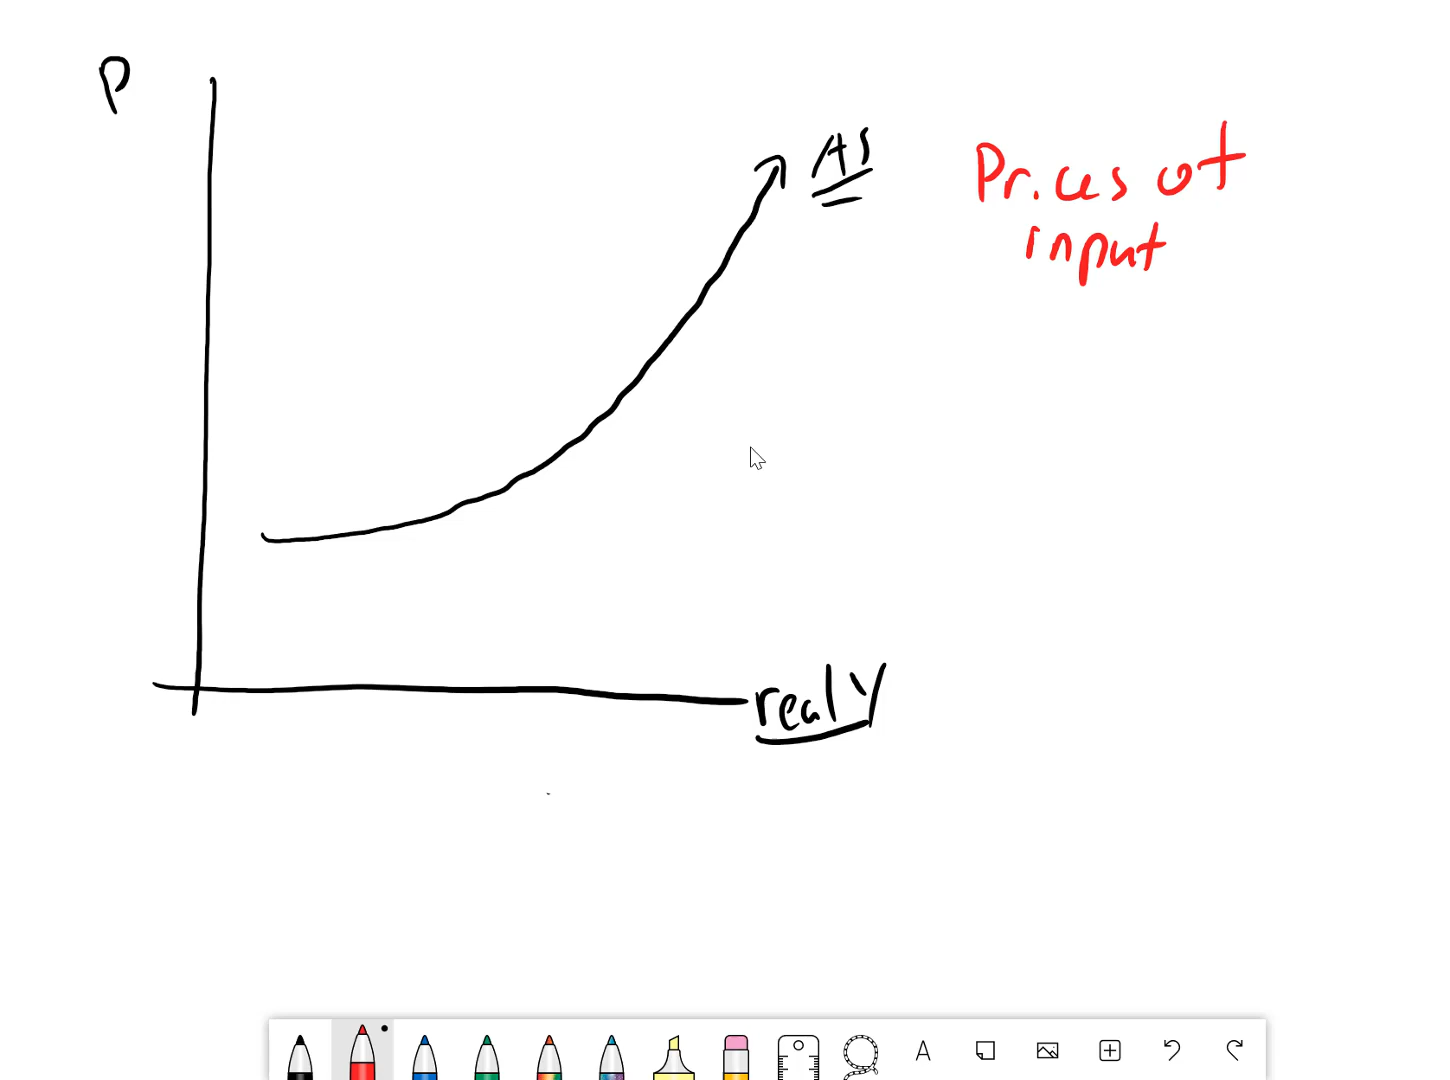 P
AS
Prices of
input
real Y
A